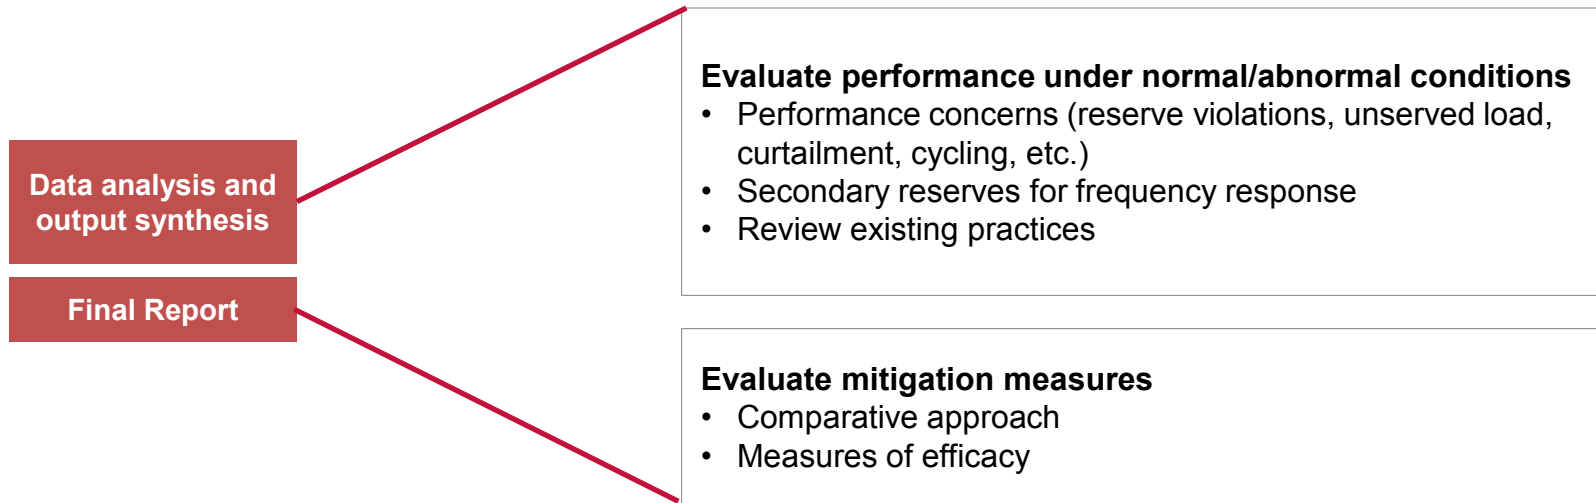 Data analysis and
output synthesis
Final Report
Evaluate performance under normal/abnormal conditions
• Performance concerns (reserve violations, unserved load,
curtailment, cycling, etc.)
• Secondary reserves for frequency response
• Review existing practices
Evaluate mitigation measures
• Comparative approach
• Measures of efficacy